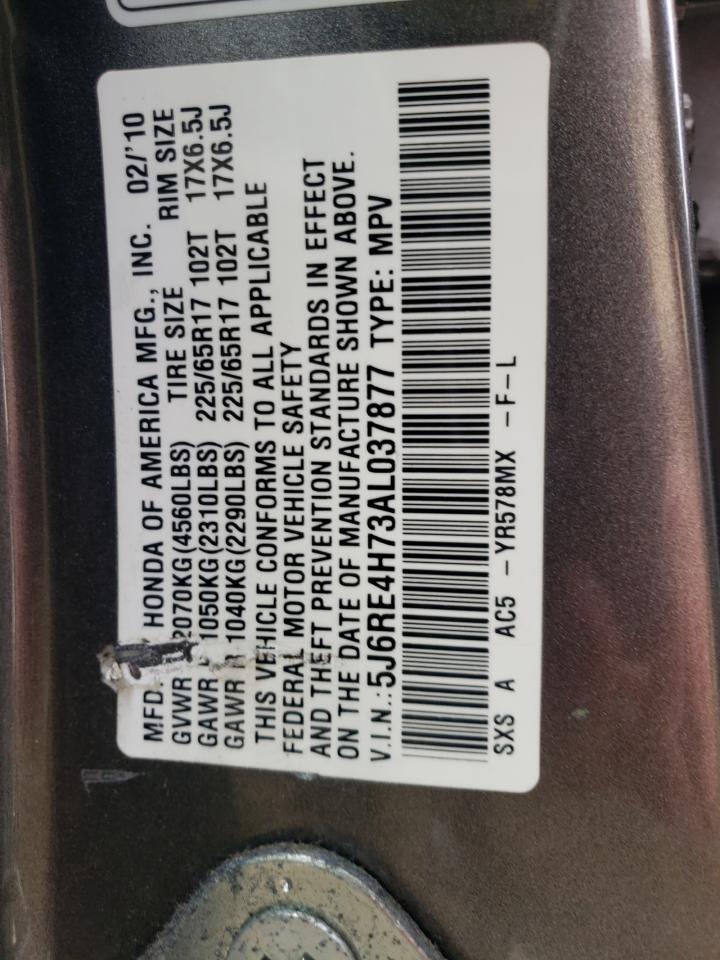 MFD. HONDA OF AMERICA MFG., INC. 02/'10
GVWR 2070KG(4560LBS) TIRE SIZE RIM SIZE
GAWR 1050KG(2310LBS) 225/65R17 102T 17X6.5J
GAWR 1040KG(2290LBS) 225/65R17 102T 17X6.5J
THIS VEHICLE CONFORMS TO ALL APPLICABLE
FEDERAL MOTOR VEHICLE SAFETY
AND THEFT PREVENTION STANDARDS IN EFFECT
ON THE DATE OF MANUFACTURE SHOWN ABOVE.
V.I.N.: 5J6RE4H73AL037877 TYPE: MPV
SXS A AC5 -YR578MX -F-L